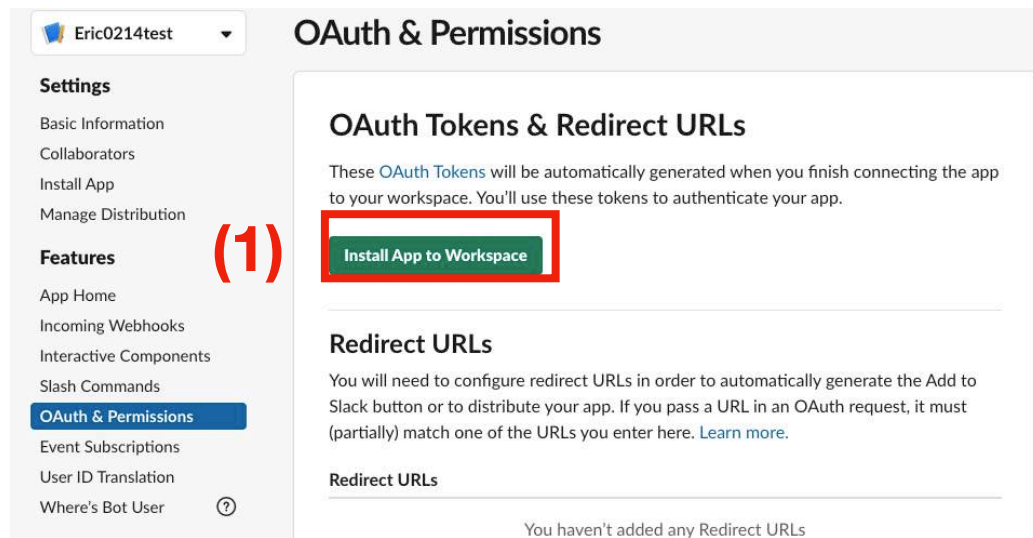 Eric0214test
Settings
Basic Information
Collaborators
Install App
Manage Distribution
Features
App Home
Incoming Webhooks
Interactive Components
Slash Commands
OAuth & Permissions
Event Subscriptions
User ID Translation
Where's Bot User
?
OAuth & Permissions
OAuth Tokens & Redirect URLs
These OAuth Tokens will be automatically generated when you finish connecting the app
to your workspace. You'll use these tokens to authenticate your app.
(1)
Install App to Workspace
Redirect URLs
You will need to configure redirect URLs in order to automatically generate the Add to
Slack button or to distribute your app. If you pass a URL in an OAuth request, it must
(partially) match one of the URLs you enter here. Learn more.
Redirect URLs
You haven't added any Redirect URLs